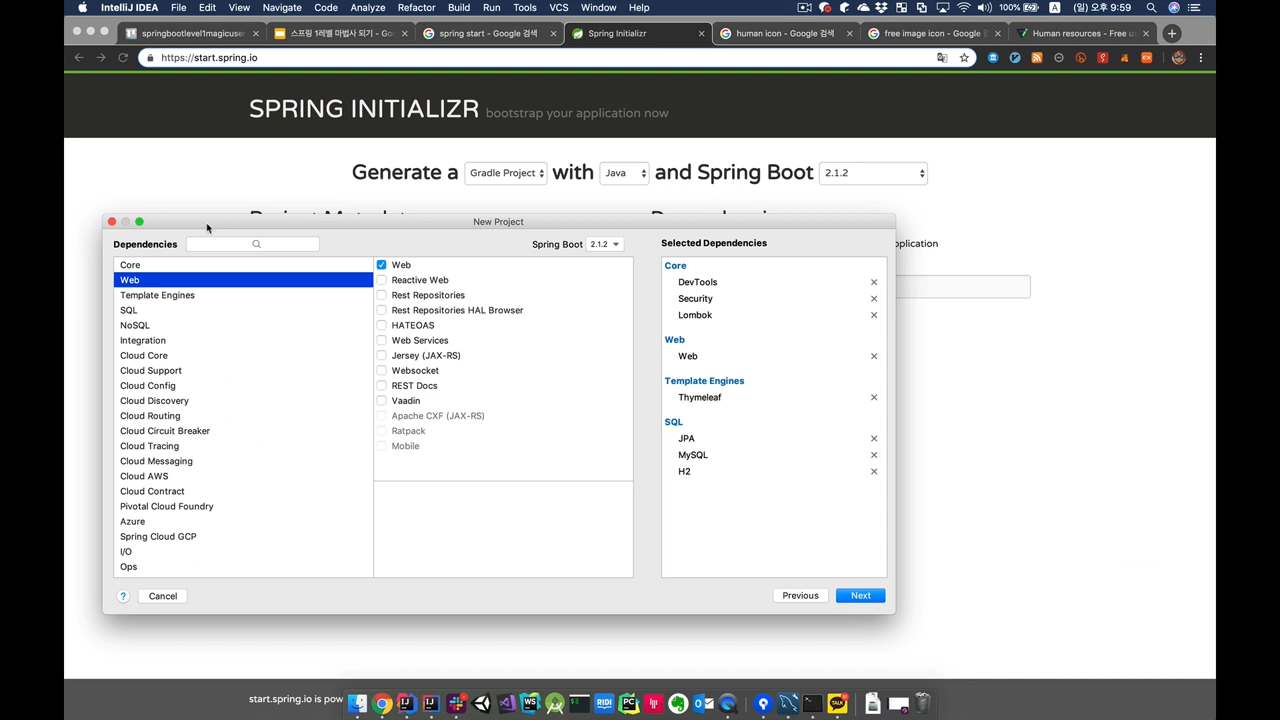 IntelliJ IDEA File Edit View Navigate Code Analyze Refactor Build Run Tools VCS Window Help 100% A (일) 오후 9:59
springbootlevel1magicuse 스프링 1레벨 마법사 되기 - Go spring start - Google 검색 Spring Initializr human icon - Google 검색 free image icon - Google Human resources - Free
https://start.spring.io
SPRING INITIALIZR bootstrap your application now
Generate a Gradle Project with Java and Spring Boot 2.1.2
New Project
Dependencies Spring Boot 2.1.2 Selected Dependencies
Core
Web
Template Engines
SQL
NoSQL
Integration
Cloud Core
Cloud Support
Cloud Config
Cloud Discovery
Cloud Routing
Cloud Circuit Breaker
Cloud Tracing
Cloud Messaging
Cloud AWS
Cloud Contract
Pivotal Cloud Foundry
Azure
Spring Cloud GCP
I/O
Ops
Web
Reactive Web
Rest Repositories
Rest Repositories HAL Browser
HATEOAS
Web Services
Jersey (JAX-RS)
Websocket
REST Docs
Vaadin
Apache CXF (JAX-RS)
Ratpack
Mobile
Core
DevTools
Security
Lombok
Web
Web
Template Engines
Thymeleaf
SQL
JPA
MySQL
H2
plication
? Cancel Previous Next
start.spring.io is pow
WS RIDI PC TALK